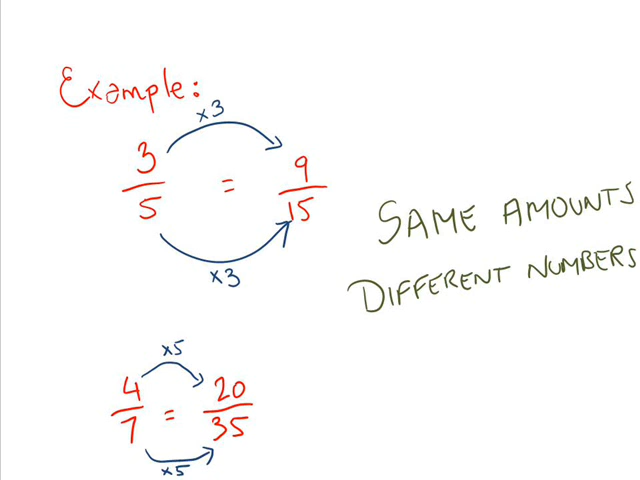 Example:
×3
3/5 = 9/15
×3
SAME AMOUNTS
DIFFERENT NUMBERS
×5
4/7 = 20/35
×5